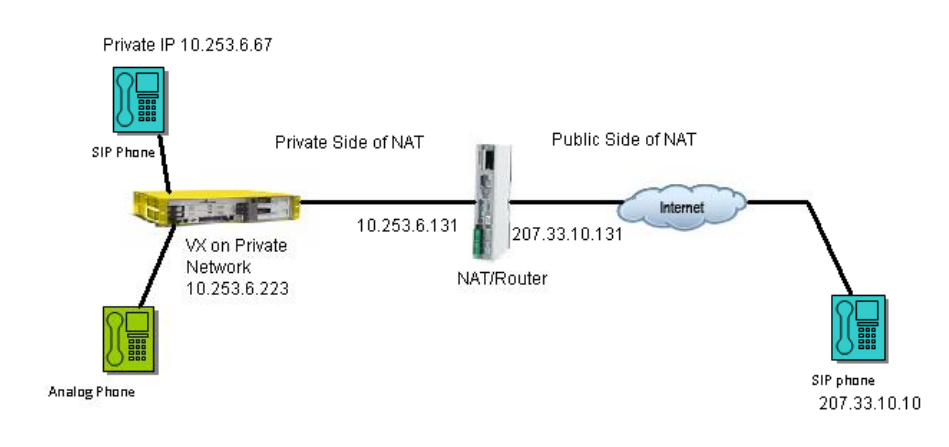 Private IP 10.253.6.67
SIP Phone
Private Side of NAT
Public Side of NAT
Internet
10.253.6.131
207.33.10.131
VX on Private
Network
10.253.6.223
NAT/Router
Analog Phone
SIP phone
207.33.10.10